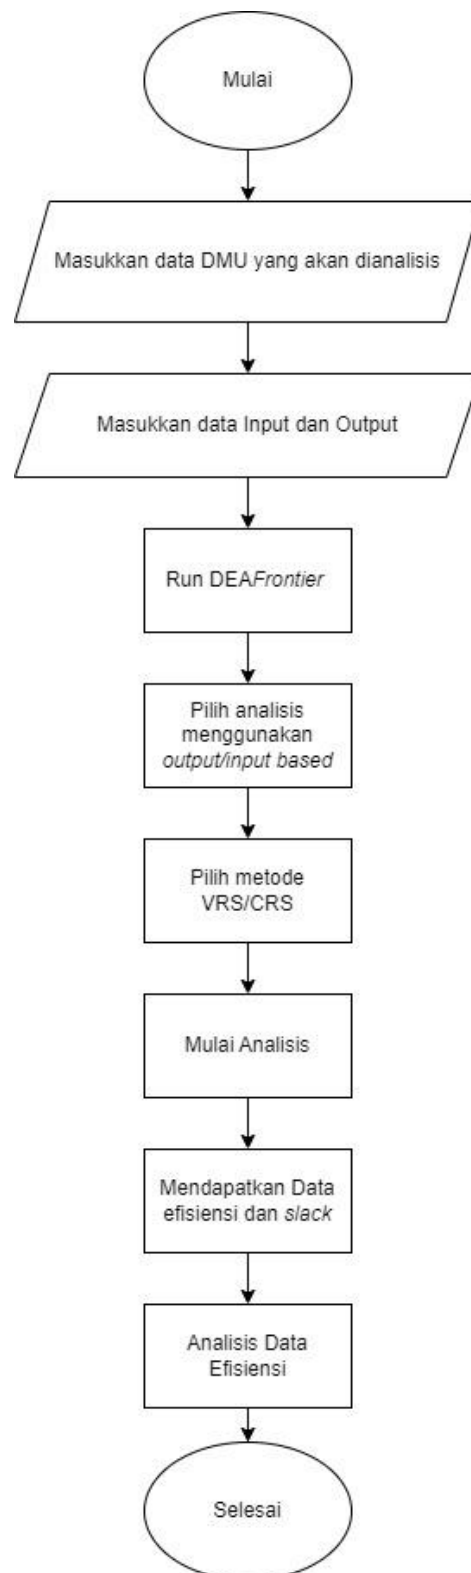 Mulai
Masukkan data DMU yang akan dianalisis
Masukkan data Input dan Output
Run DEAFrontier
Pilih analisis
menggunakan
output/input based
Pilih metode
VRS/CRS
Mulai Analisis
Mendapatkan Data
efisiensi dan slack
Analisis Data
Efisiensi
Selesai